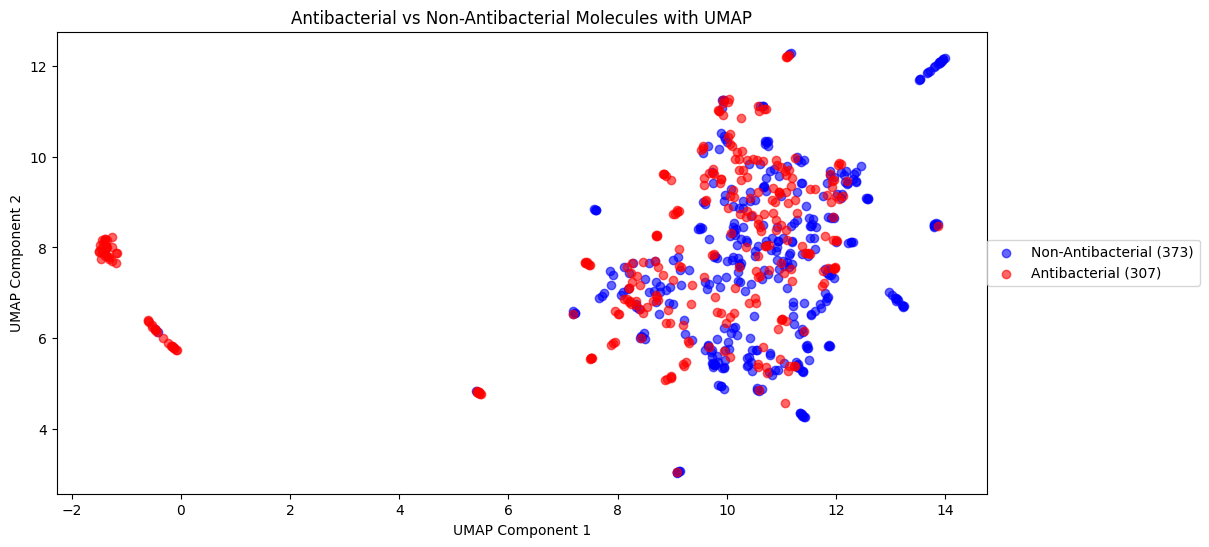 Antibacterial vs Non-Antibacterial Molecules with UMAP
UMAP Component 2
12
10
8
6
4
−2
0
2
4
6
8
10
12
14
UMAP Component 1
Non-Antibacterial (373)
Antibacterial (307)